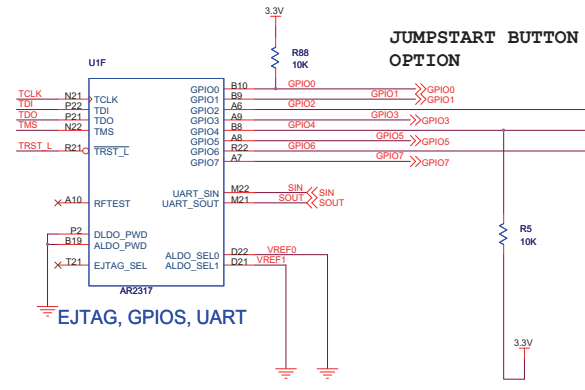 3.3V
JUMPSTART BUTTON
OPTION
R88
10K
U1F
TCLK N21 TCLK
TDI P22 TDI
TDO P21 TDO
TMS N22 TMS
TRST_L R21 TRST_L
A10 RFTEST
P2 DLDO_PWD
B19 ALDO_PWD
T21 EJTAG_SEL
GPIO0 B10 GPIO0 GPIO0
GPIO1 B9 GPIO1 GPIO1
GPIO2 A6 GPIO2
GPIO3 A9 GPIO3 GPIO3
GPIO4 B8 GPIO4
GPIO5 A8 GPIO5 GPIO5
GPIO6 R22 GPIO6
GPIO7 A7 GPIO7 GPIO7
UART_SIN M22 SIN SIN
UART_SOUT M21 SOUT SOUT
ALDO_SEL0 D22 VREF0
ALDO_SEL1 D21 VREF1
AR2317
EJTAG, GPIOS, UART
R5
10K
3.3V